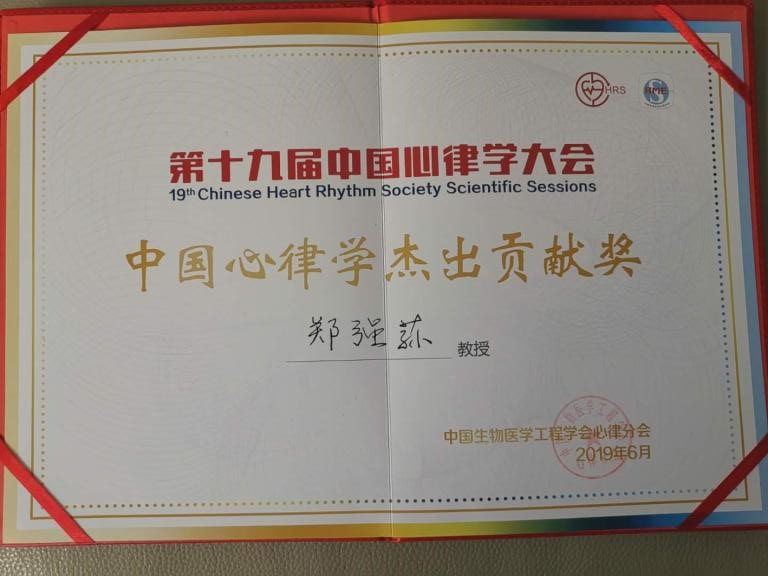 CHRS
BME
第十九届中国心律学大会
19th Chinese Heart Rhythm Society Scientific Sessions
中国心律学杰出贡献奖
郑强荪 教授
中国生物医学工程学会心律分会
2019年6月